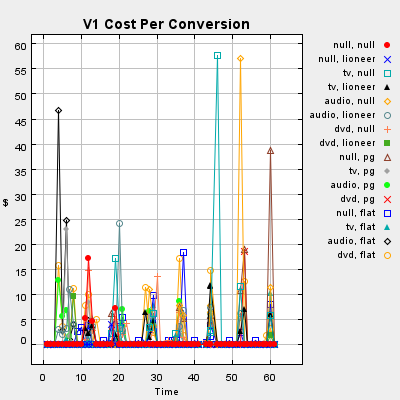 V1 Cost Per Conversion
60
55
50
45
40
35
30
25
20
15
10
5
0
$
0
10
20
30
40
50
60
Time
null, null
null, lioneer
tv, null
tv, lioneer
audio, null
audio, lioneer
dvd, null
dvd, lioneer
null, pg
tv, pg
audio, pg
dvd, pg
null, flat
tv, flat
audio, flat
dvd, flat